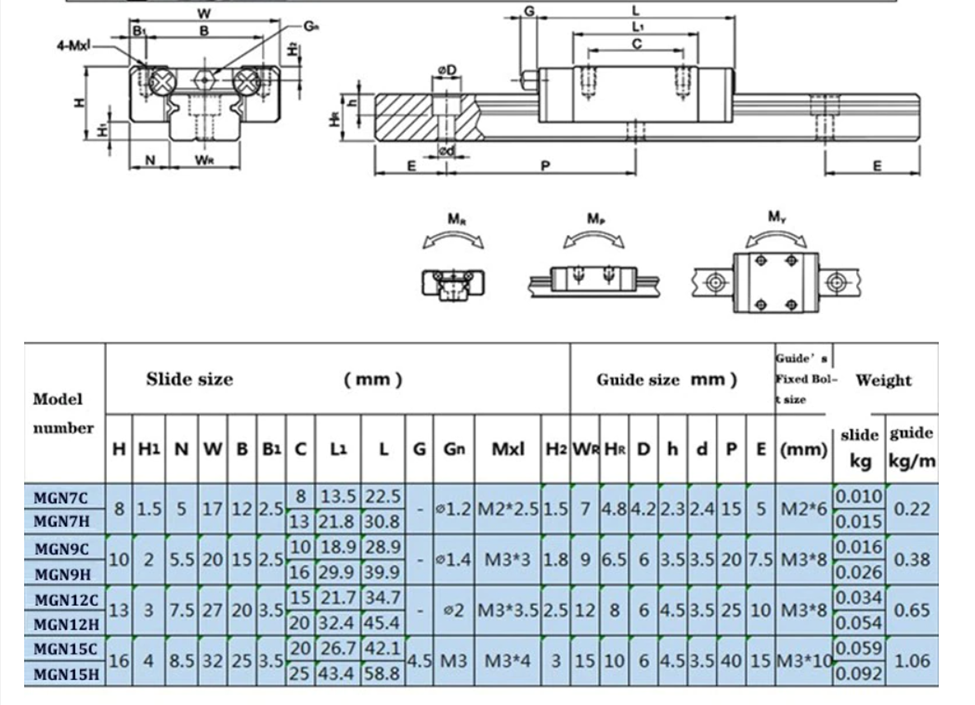 W
B₁ B Gₙ
4-Mxl H₂
H
H₁
N WR
G L
L₁
C
øD
h
HR
ød
E P E
MR MP MY
Model number
Slide size (mm)
Guide size mm)
Guide's
Fixed Bol-
t size
Weight
H H1 N W B B1 C L1 L G Gn Mxl H2 WR HR D h d P E (mm) slide kg guide kg/m
MGN7C 8 1.5 5 17 12 2.5 8 13.5 22.5 - ø1.2 M2*2.5 1.5 7 4.8 4.2 2.3 2.4 15 5 M2*6 0.010 0.22
MGN7H 13 21.8 30.8 0.015
MGN9C 10 2 5.5 20 15 2.5 10 18.9 28.9 - ø1.4 M3*3 1.8 9 6.5 6 3.5 3.5 20 7.5 M3*8 0.016 0.38
MGN9H 16 29.9 39.9 0.026
MGN12C 13 3 7.5 27 20 3.5 15 21.7 34.7 - ø2 M3*3.5 2.5 12 8 6 4.5 3.5 25 10 M3*8 0.034 0.65
MGN12H 20 32.4 45.4 0.054
MGN15C 16 4 8.5 32 25 3.5 20 26.7 42.1 4.5 M3 M3*4 3 15 10 6 4.5 3.5 40 15 M3*10 0.059 1.06
MGN15H 25 43.4 58.8 0.092